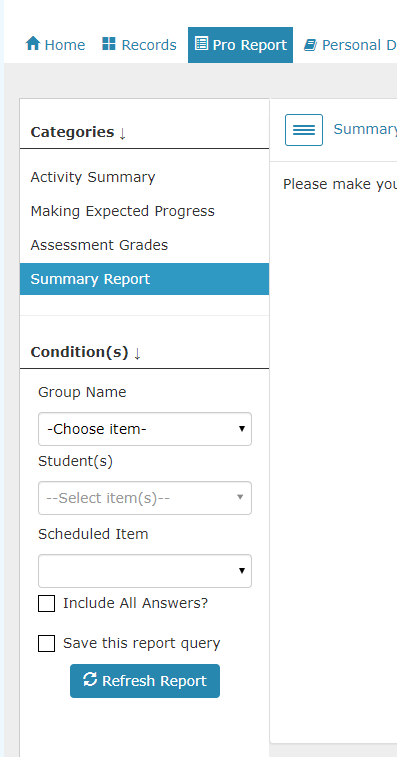 Home Records Pro Report Personal D
Categories ↓
Activity Summary
Making Expected Progress
Assessment Grades
Summary Report
Condition(s) ↓
Group Name
-Choose item-
Student(s)
--Select item(s)--
Scheduled Item
Include All Answers?
Save this report query
Refresh Report
Summary
Please make you